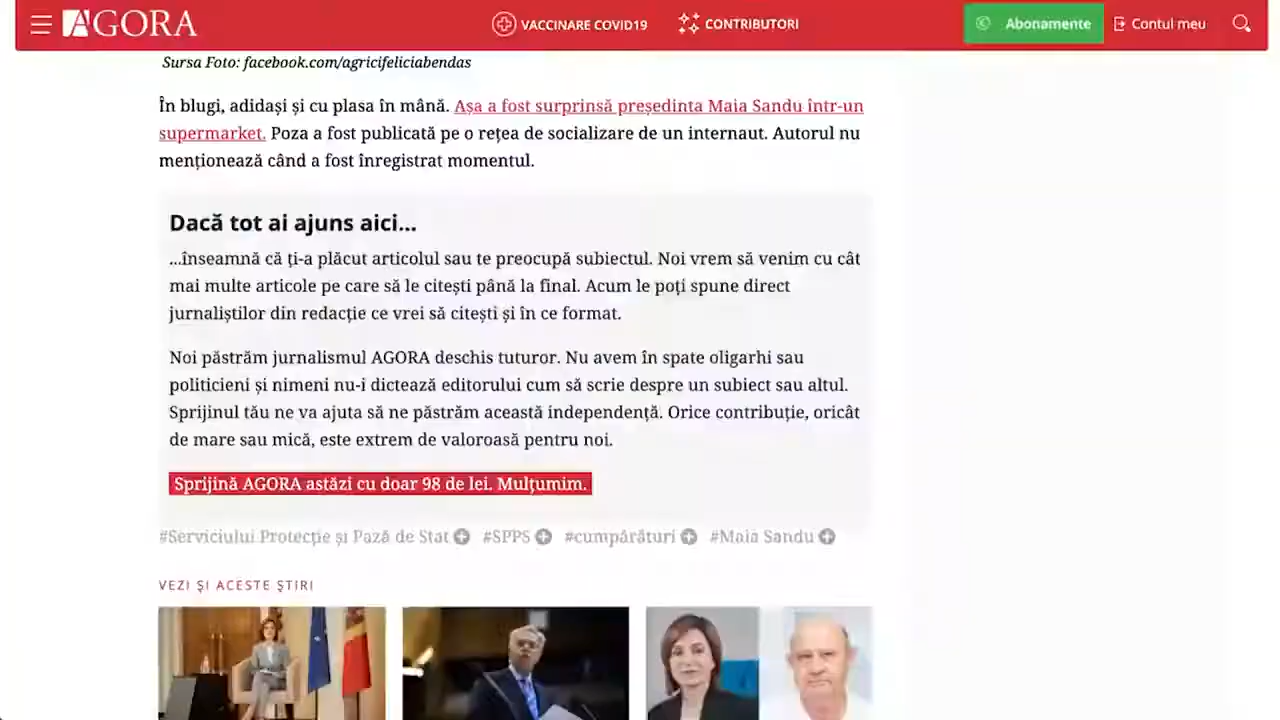 AGORA
VACCINARE COVID19
CONTRIBUTORI
Abonamente
Contul meu
Sursa Foto: facebook.com/agricifeliciabendas
În blugi, adidași și cu plasa în mână. Așa a fost surprinsă președinta Maia Sandu într-un
supermarket. Poza a fost publicată pe o rețea de socializare de un internaut. Autorul nu
menționează când a fost înregistrat momentul.
Dacă tot ai ajuns aici...
...înseamnă că ți-a plăcut articolul sau te preocupă subiectul. Noi vrem să venim cu cât
mai multe articole pe care să le citești până la final. Acum le poți spune direct
jurnaliștilor din redacție ce vrei să citești și în ce format.
Noi păstrăm jurnalismul AGORA deschis tuturor. Nu avem în spate oligarhi sau
politicieni și nimeni nu-i dictează editorului cum să scrie despre un subiect sau altul.
Sprijinul tău ne va ajuta să ne păstrăm această independență. Orice contribuție, oricât
de mare sau mică, este extrem de valoroasă pentru noi.
Sprijină AGORA astăzi cu doar 98 de lei. Mulțumim.
#Serviciului Protecție și Pază de Stat #SPPS #cumpărături #Maia Sandu
VEZI ȘI ACESTE ȘTIRI